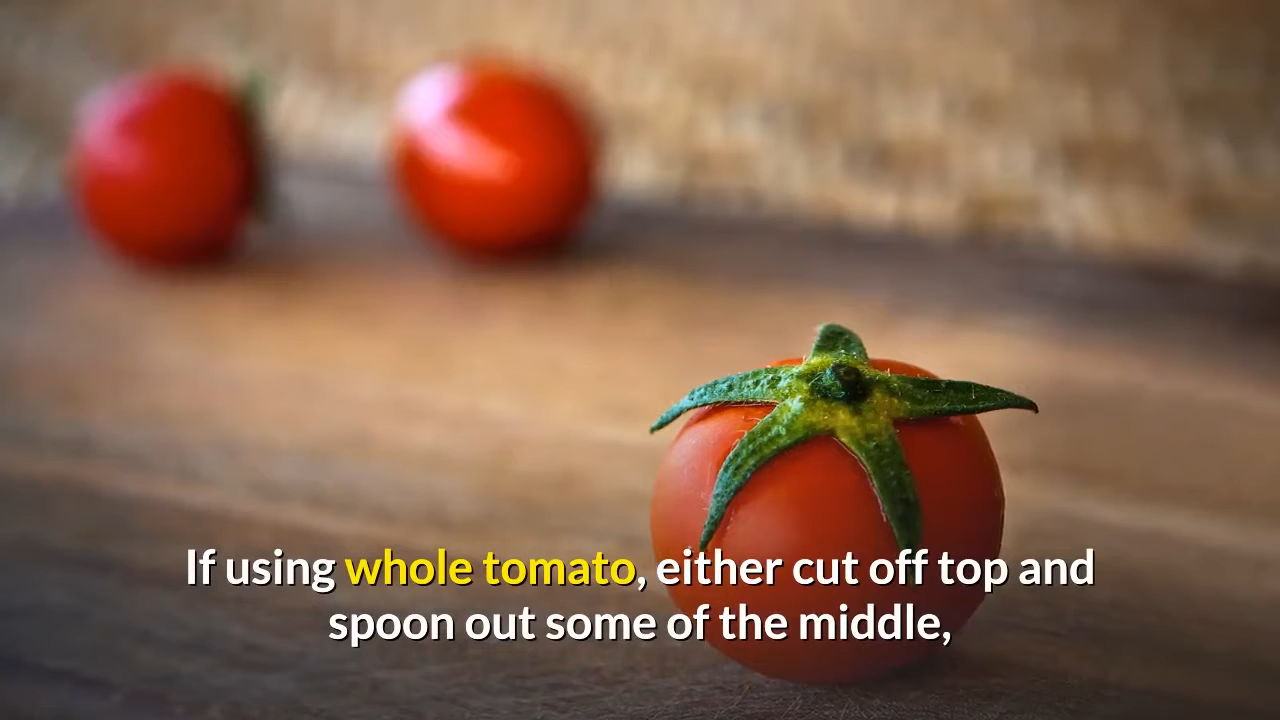 If using whole tomato, either cut off top and
spoon out some of the middle,